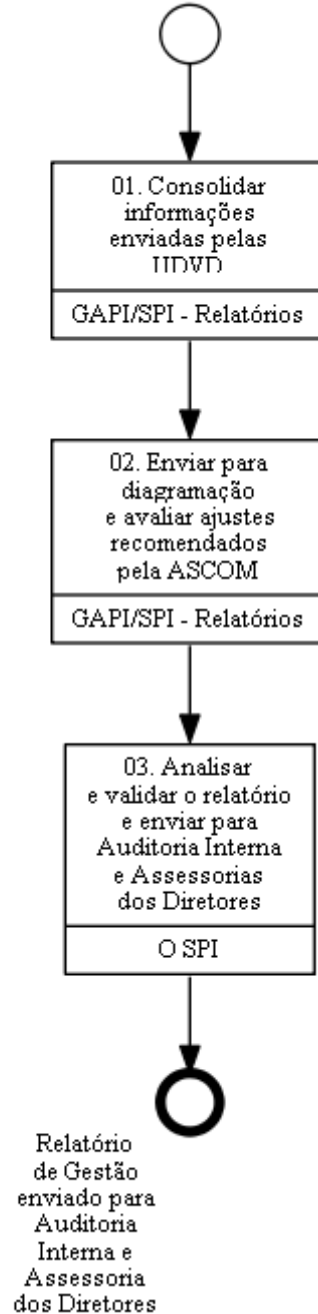 01. Consolidar
informações
enviadas pelas
UDVD
GAPI/SPI - Relatórios
02. Enviar para
diagramação
e avaliar ajustes
recomendados
pela ASCOM
GAPI/SPI - Relatórios
03. Analisar
e validar o relatório
e enviar para
Auditoria Interna
e Assessorias
dos Diretores
O SPI
Relatório
de Gestão
enviado para
Auditoria
Interna e
Assessoria
dos Diretores